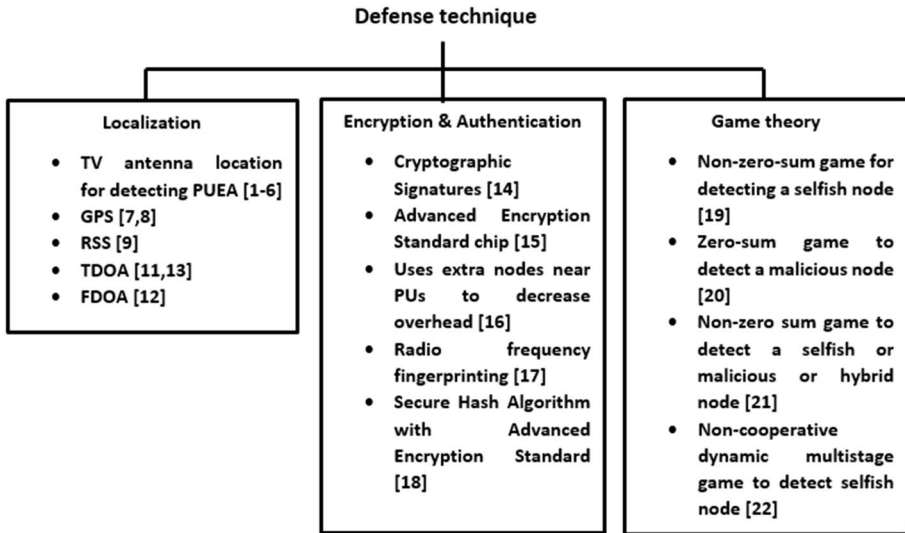 Defense technique
Localization
• TV antenna location
for detecting PUEA [1-6]
• GPS [7,8]
• RSS [9]
• TDOA [11,13]
• FDOA [12]
Encryption & Authentication
• Cryptographic
Signatures [14]
• Advanced Encryption
Standard chip [15]
• Uses extra nodes near
PUs to decrease
overhead [16]
• Radio frequency
fingerprinting [17]
• Secure Hash Algorithm
with Advanced
Encryption Standard
[18]
Game theory
• Non-zero-sum game for
detecting a selfish node
[19]
• Zero-sum game to
detect a malicious node
[20]
• Non-zero sum game to
detect a selfish or
malicious or hybrid
node [21]
• Non-cooperative
dynamic multistage
game to detect selfish
node [22]